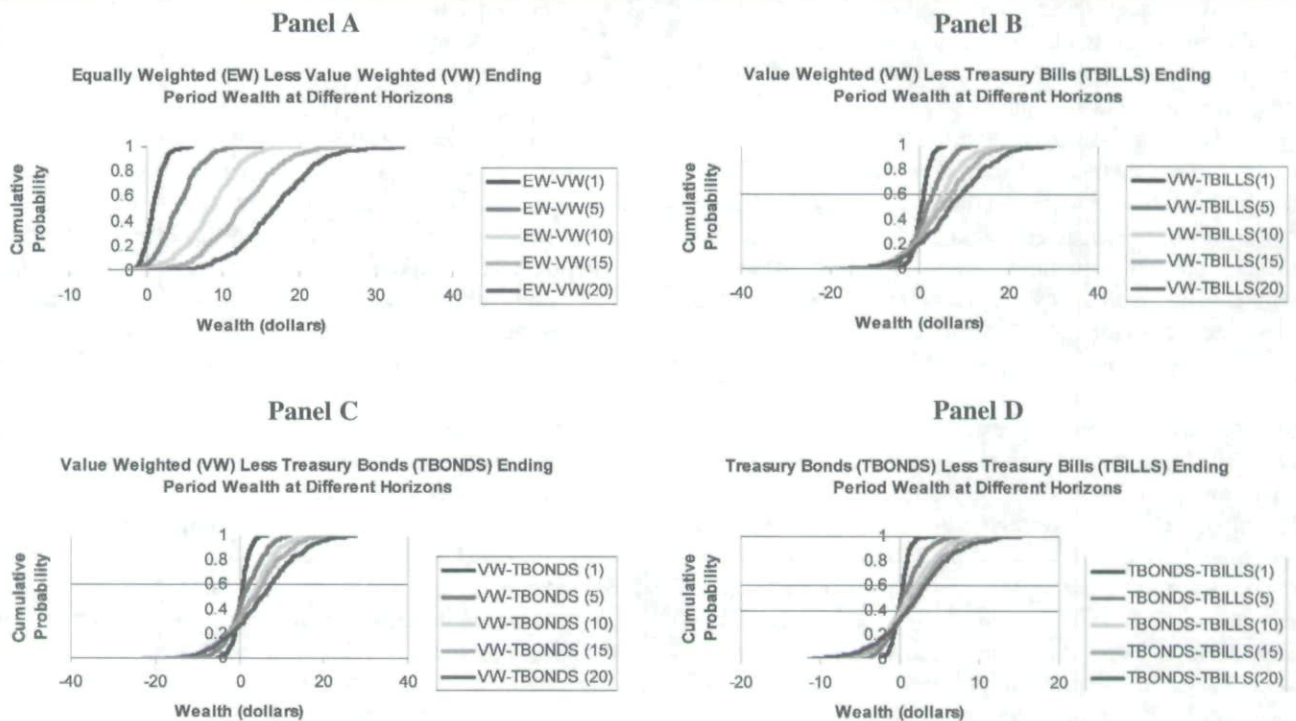 Panel A
Equally Weighted (EW) Less Value Weighted (VW) Ending
Period Wealth at Different Horizons
Cumulative
Probability
1
0.8
0.6
0.4
0.2
0
-10
0
10
20
30
40
Wealth (dollars)
EW-VW(1)
EW-VW(5)
EW-VW(10)
EW-VW(15)
EW-VW(20)
Panel B
Value Weighted (VW) Less Treasury Bills (TBILLS) Ending
Period Wealth at Different Horizons
Cumulative
Probability
1
0.8
0.6
0.4
0.2
0
-40
-20
0
20
40
Wealth (dollars)
VW-TBILLS(1)
VW-TBILLS(5)
VW-TBILLS(10)
VW-TBILLS(15)
VW-TBILLS(20)
Panel C
Value Weighted (VW) Less Treasury Bonds (TBONDS) Ending
Period Wealth at Different Horizons
Cumulative
Probability
1
0.8
0.6
0.4
0.2
0
-40
-20
0
20
40
Wealth (dollars)
VW-TBONDS (1)
VW-TBONDS (5)
VW-TBONDS (10)
VW-TBONDS (15)
VW-TBONDS (20)
Panel D
Treasury Bonds (TBONDS) Less Treasury Bills (TBILLS) Ending
Period Wealth at Different Horizons
Cumulative
Probability
1
0.8
0.6
0.4
0.2
0
-20
-10
0
10
20
Wealth (dollars)
TBONDS-TBILLS(1)
TBONDS-TBILLS(5)
TBONDS-TBILLS(10)
TBONDS-TBILLS(15)
TBONDS-TBILLS(20)